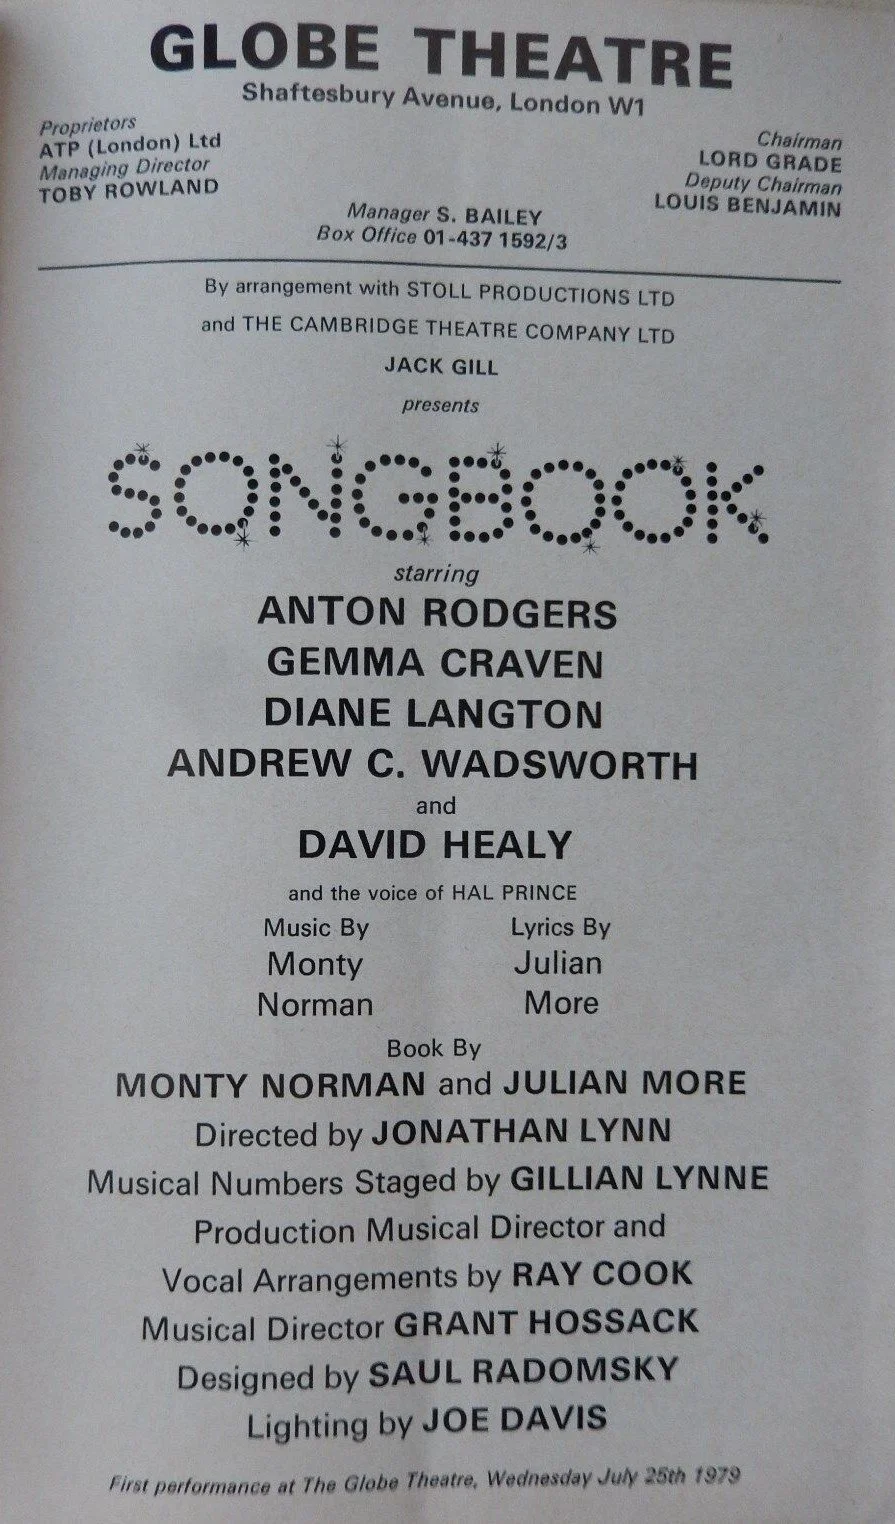 GLOBE THEATRE
Shaftesbury Avenue, London W1
Proprietors
ATP (London) Ltd
Managing Director
TOBY ROWLAND
Chairman
LORD GRADE
Deputy Chairman
LOUIS BENJAMIN
Manager S. BAILEY
Box Office 01-437 1592/3
By arrangement with STOLL PRODUCTIONS LTD
and THE CAMBRIDGE THEATRE COMPANY LTD
JACK GILL
presents
SONGBOOK
starring
ANTON RODGERS
GEMMA CRAVEN
DIANE LANGTON
ANDREW C. WADSWORTH
and
DAVID HEALY
and the voice of HAL PRINCE
Music By
Monty
Norman
Lyrics By
Julian
More
Book By
MONTY NORMAN and JULIAN MORE
Directed by JONATHAN LYNN
Musical Numbers Staged by GILLIAN LYNNE
Production Musical Director and
Vocal Arrangements by RAY COOK
Musical Director GRANT HOSSACK
Designed by SAUL RADOMSKY
Lighting by JOE DAVIS
First performance at The Globe Theatre, Wednesday July 25th 1979